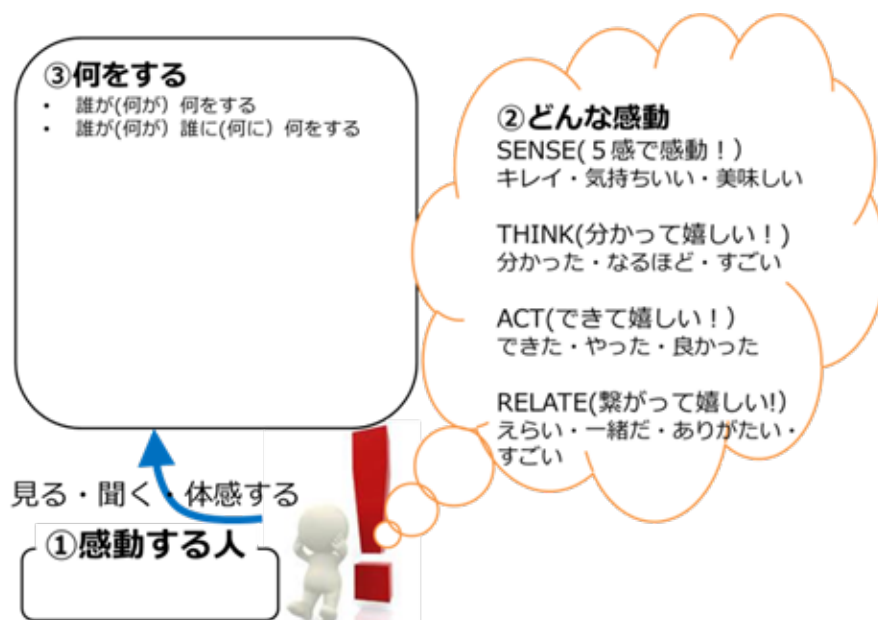 ③何をする
• 誰が(何が）何をする
• 誰が(何が）誰に(何に）何をする
②どんな感動
SENSE(５感で感動！）
キレイ・気持ちいい・美味しい
THINK(分かって嬉しい！)
分かった・なるほど・すごい
ACT(できて嬉しい！）
できた・やった・良かった
RELATE(繋がって嬉しい!）
えらい・一緒だ・ありがたい・
すごい
見る・聞く・体感する
①感動する人